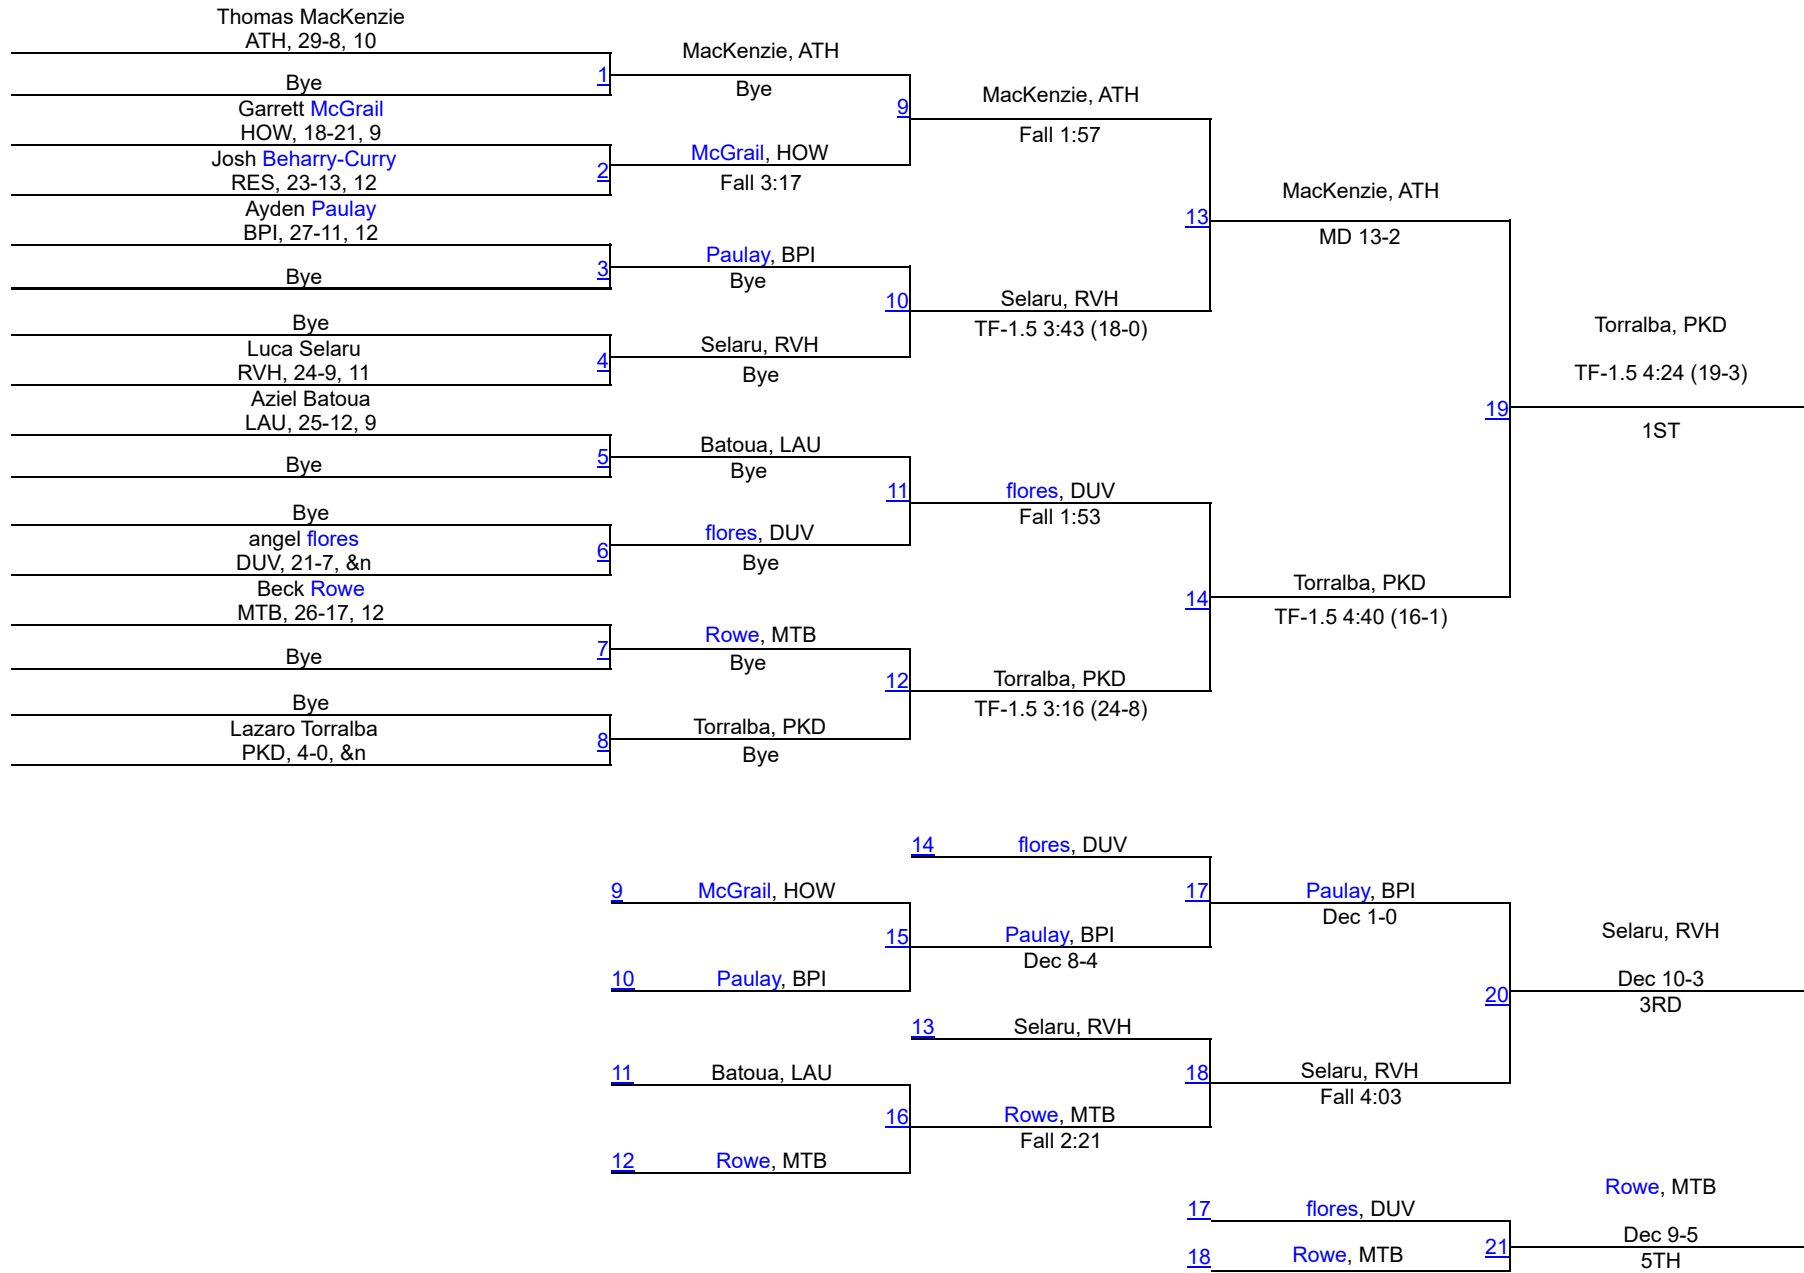 Thomas MacKenzie
ATH, 29-8, 10
Bye
1
Garrett McGrail
HOW, 18-21, 9
Josh Beharry-Curry
RES, 23-13, 12
2
Ayden Paulay
BPI, 27-11, 12
Bye
3
Bye
Luca Selaru
RVH, 24-9, 11
4
Aziel Batoua
LAU, 25-12, 9
Bye
5
Bye
angel flores
DUV, 21-7, &n
6
Beck Rowe
MTB, 26-17, 12
Bye
7
Bye
Lazaro Torralba
PKD, 4-0, &n
8
MacKenzie, ATH
Bye
McGrail, HOW
Fall 3:17
9
Paulay, BPI
Bye
Selaru, RVH
Bye
10
Batoua, LAU
Bye
flores, DUV
Bye
11
Rowe, MTB
Bye
Torralba, PKD
Bye
12
MacKenzie, ATH
Fall 1:57
Selaru, RVH
TF-1.5 3:43 (18-0)
13
flores, DUV
Fall 1:53
Torralba, PKD
TF-1.5 3:16 (24-8)
14
MacKenzie, ATH
MD 13-2
Torralba, PKD
TF-1.5 4:40 (16-1)
19
Torralba, PKD
TF-1.5 4:24 (19-3)
1ST
9 McGrail, HOW
10 Paulay, BPI
15
11 Batoua, LAU
12 Rowe, MTB
16
14 flores, DUV
Paulay, BPI
Dec 8-4
17
13 Selaru, RVH
Rowe, MTB
Fall 2:21
18
Paulay, BPI
Dec 1-0
Selaru, RVH
Fall 4:03
20
Selaru, RVH
Dec 10-3
3RD
17 flores, DUV
18 Rowe, MTB
21
Rowe, MTB
Dec 9-5
5TH